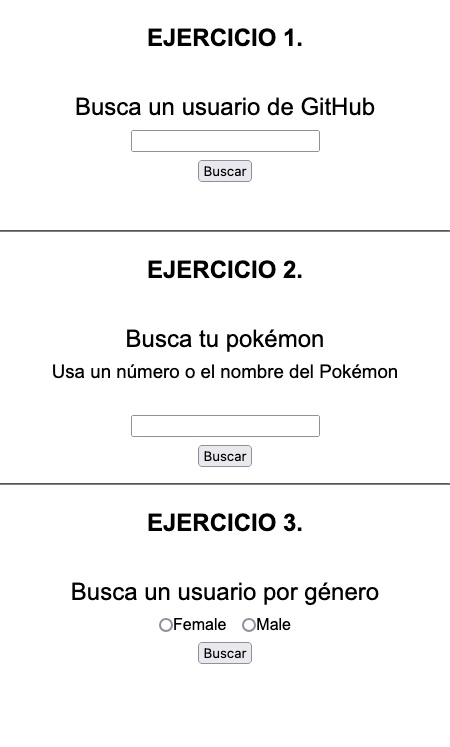 EJERCICIO 1.
Busca un usuario de GitHub
Buscar
EJERCICIO 2.
Busca tu pokémon
Usa un número o el nombre del Pokémon
Buscar
EJERCICIO 3.
Busca un usuario por género
Female Male
Buscar